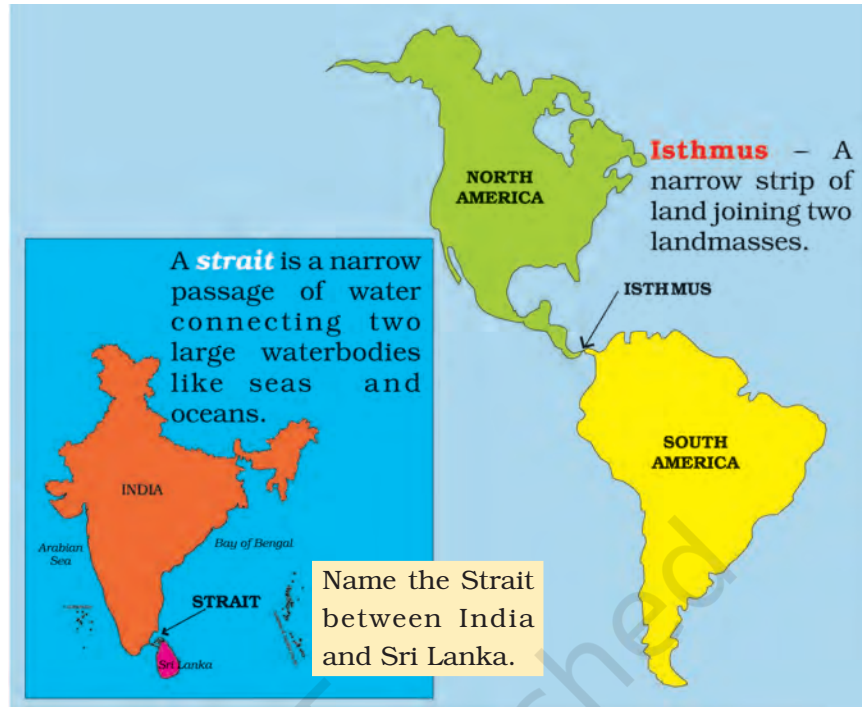 NORTH
AMERICA
Isthmus – A
narrow strip of
land joining two
landmasses.
ISTHMUS
A strait is a narrow
passage of water
connecting two
large waterbodies
like seas and
oceans.
INDIA
Arabian
Sea
Bay of Bengal
STRAIT
Sri Lanka
Name the Strait
between India
and Sri Lanka.
SOUTH
AMERICA
shed